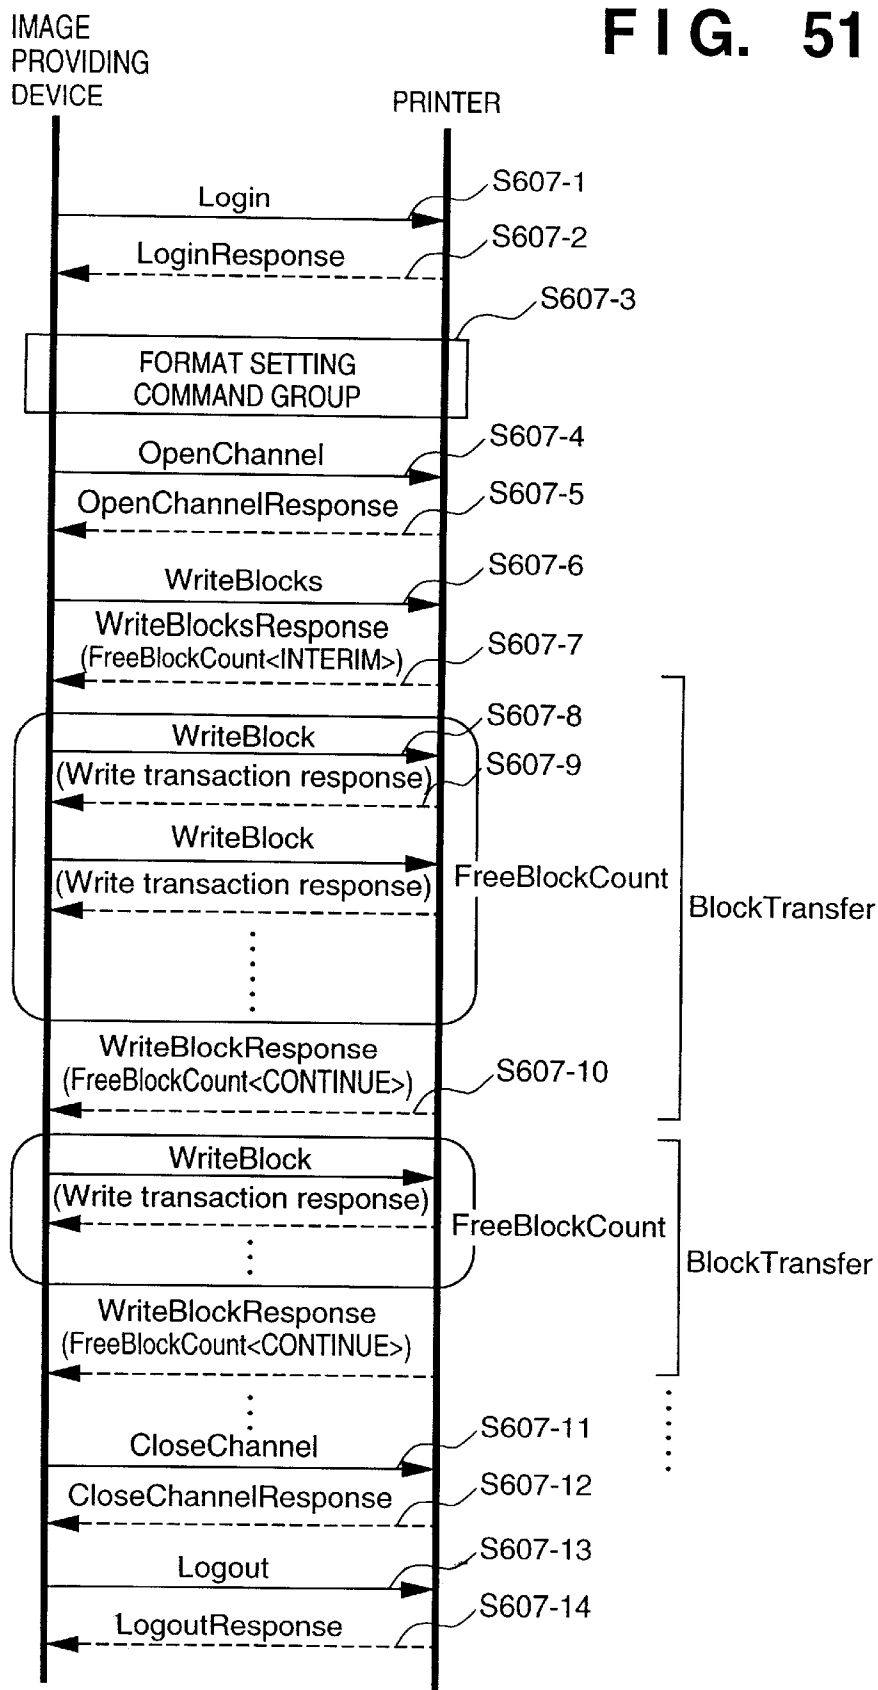 FIG. 51
IMAGE
PROVIDING
DEVICE
PRINTER
Login
S607-1
LoginResponse
S607-2
S607-3
FORMAT SETTING
COMMAND GROUP
OpenChannel
S607-4
OpenChannelResponse
S607-5
WriteBlocks
S607-6
WriteBlocksResponse
(FreeBlockCount<INTERIM>)
S607-7
WriteBlock
S607-8
(Write transaction response)
S607-9
WriteBlock
(Write transaction response)
FreeBlockCount
BlockTransfer
WriteBlockResponse
(FreeBlockCount<CONTINUE>)
S607-10
WriteBlock
(Write transaction response)
FreeBlockCount
BlockTransfer
WriteBlockResponse
(FreeBlockCount<CONTINUE>)
CloseChannel
S607-11
CloseChannelResponse
S607-12
Logout
S607-13
LogoutResponse
S607-14